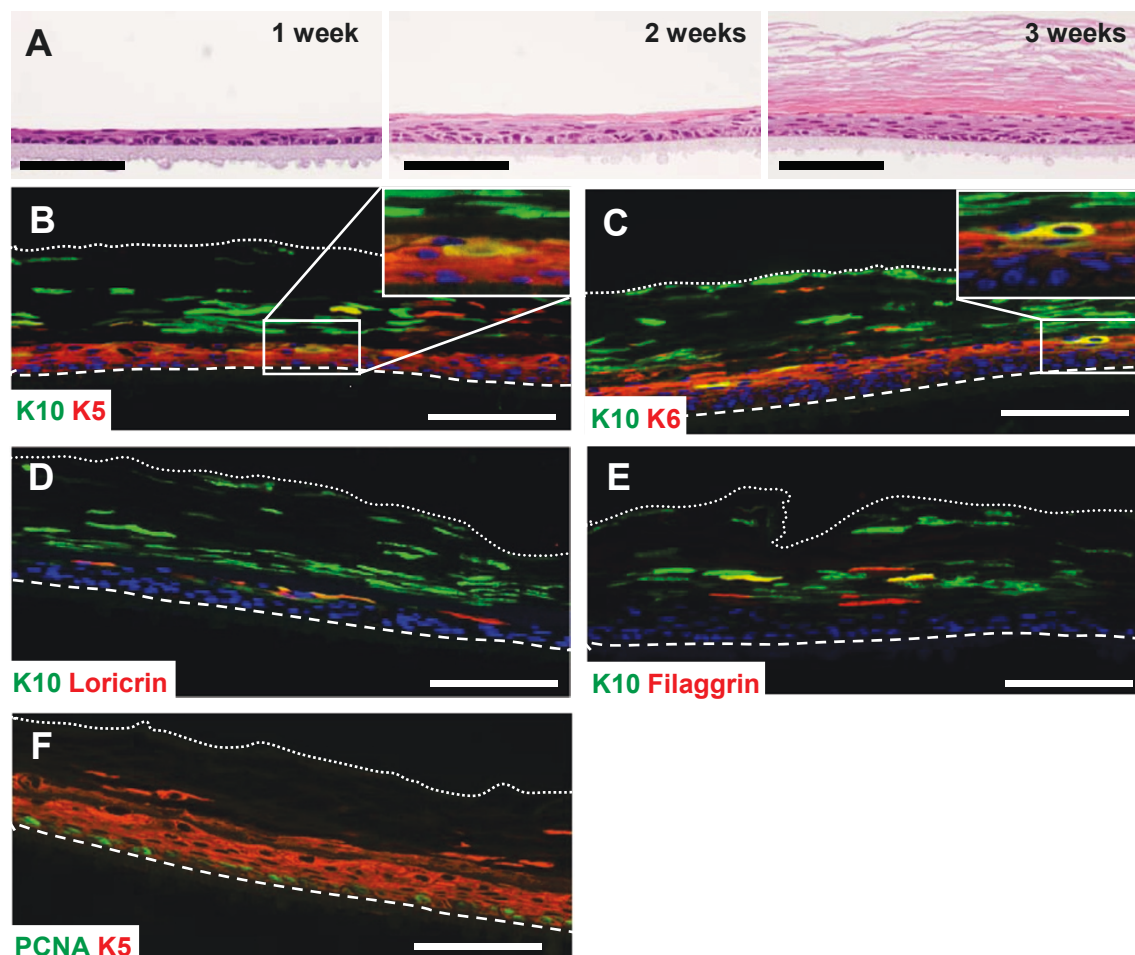 A
1 week
2 weeks
3 weeks
B
K10 K5
C
K10 K6
D
K10 Loricrin
E
K10 Filaggrin
F
PCNA K5